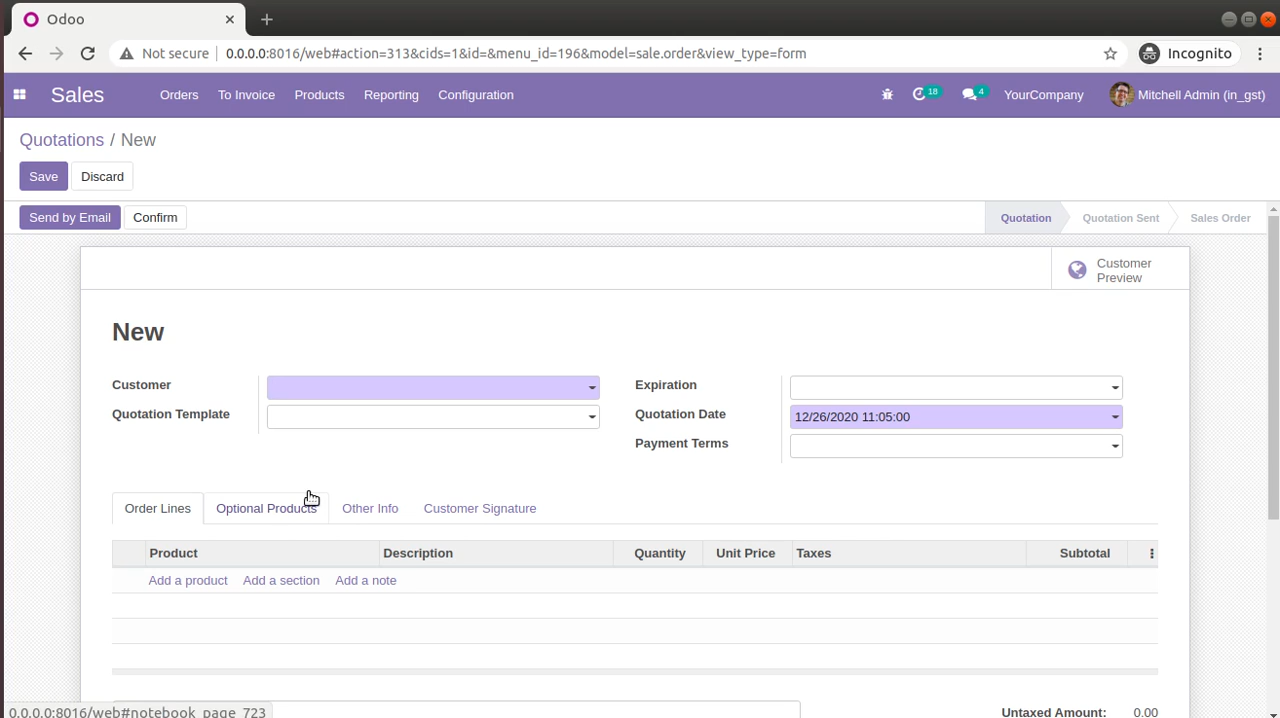 Odoo
Not secure 0.0.0.0:8016/web#action=313&cids=1&id=&menu_id=196&model=sale.order&view_type=form Incognito
Sales Orders To Invoice Products Reporting Configuration 18 4 YourCompany Mitchell Admin (in_gst)
Quotations / New
Save Discard
Send by Email Confirm Quotation Quotation Sent Sales Order
Customer
Preview
New
Customer Expiration
Quotation Template Quotation Date 12/26/2020 11:05:00
Payment Terms
Order Lines Optional Products Other Info Customer Signature
Product Description Quantity Unit Price Taxes Subtotal
Add a product Add a section Add a note
0.0.0.0:8016/web#notebook_page_723 Untaxed Amount: 0.00